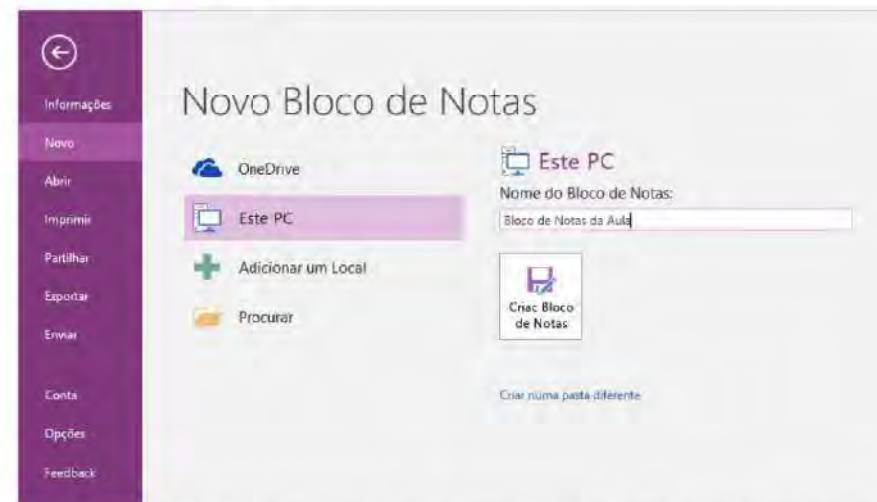 Informações
Novo
Abrir
Imprimir
Partilhar
Exportar
Enviar
Conta
Opções
Feedback
Novo Bloco de Notas
OneDrive
Este PC
Adicionar um Local
Procurar
Este PC
Nome do Bloco de Notas:
Bloco de Notas da Aula
Criar Bloco
de Notas
Criar numa pasta diferente